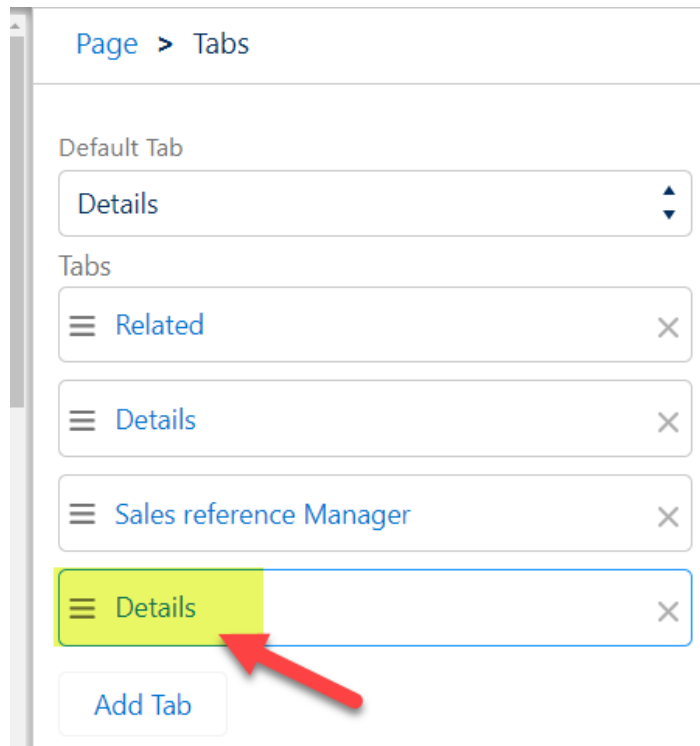 Page > Tabs
Default Tab
Details
Tabs
Related
Details
Sales reference Manager
Details
Add Tab